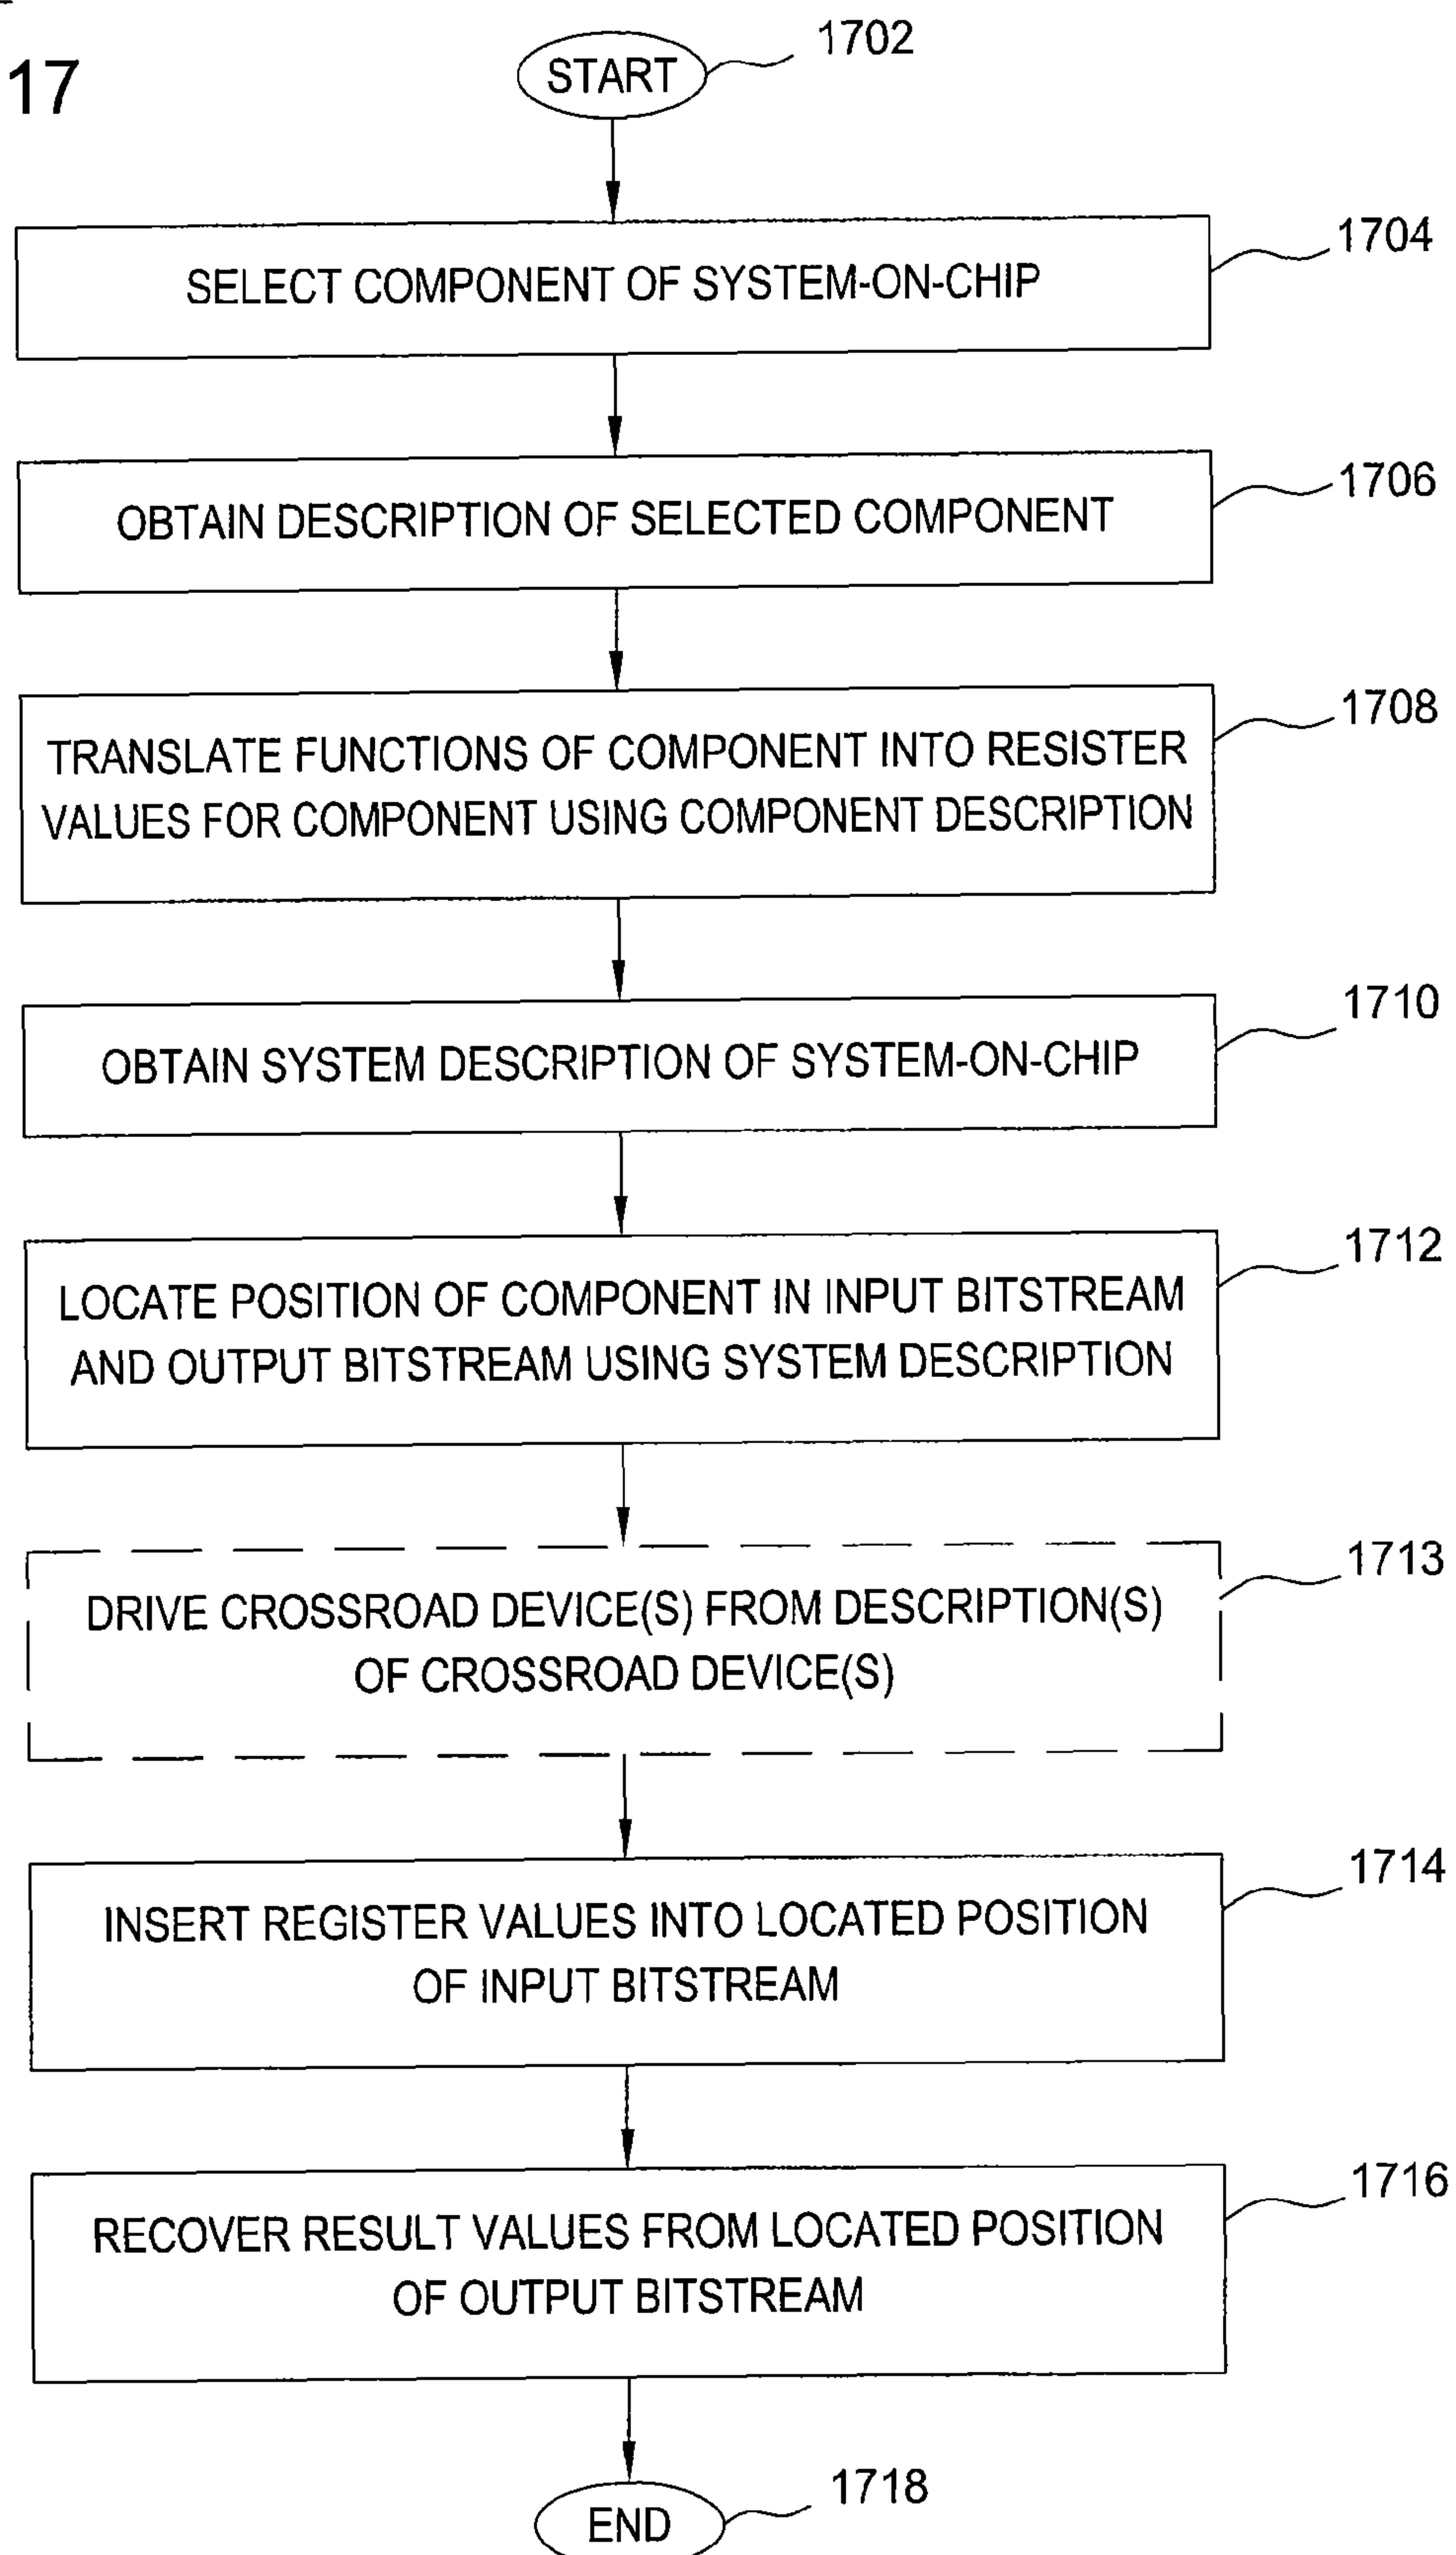 17
START
1702
SELECT COMPONENT OF SYSTEM-ON-CHIP
1704
OBTAIN DESCRIPTION OF SELECTED COMPONENT
1706
TRANSLATE FUNCTIONS OF COMPONENT INTO RESISTER
VALUES FOR COMPONENT USING COMPONENT DESCRIPTION
1708
OBTAIN SYSTEM DESCRIPTION OF SYSTEM-ON-CHIP
1710
LOCATE POSITION OF COMPONENT IN INPUT BITSTREAM
AND OUTPUT BITSTREAM USING SYSTEM DESCRIPTION
1712
DRIVE CROSSROAD DEVICE(S) FROM DESCRIPTION(S)
OF CROSSROAD DEVICE(S)
1713
INSERT REGISTER VALUES INTO LOCATED POSITION
OF INPUT BITSTREAM
1714
RECOVER RESULT VALUES FROM LOCATED POSITION
OF OUTPUT BITSTREAM
1716
END
1718